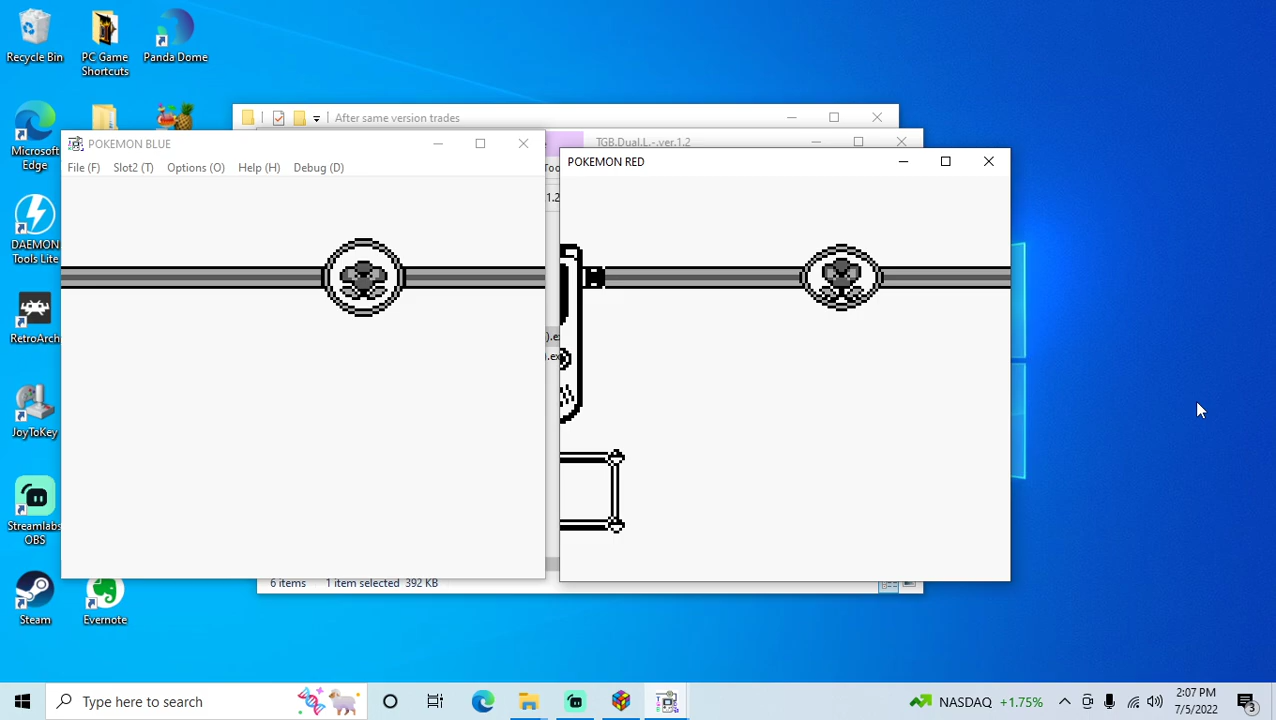 Recycle Bin
PC Game Shortcuts
Panda Dome
Microsoft Edge
DAEMON Tools Lite
RetroArch
JoyToKey
Streamlabs OBS
Steam
Evernote
After same version trades
TGB.Dual.L.-.ver.1.2
POKEMON BLUE
File (F) Slot2 (T) Options (O) Help (H) Debug (D)
POKEMON RED
6 items 1 item selected 392 KB
Type here to search
NASDAQ +1.75%
2:07 PM
7/5/2022
3